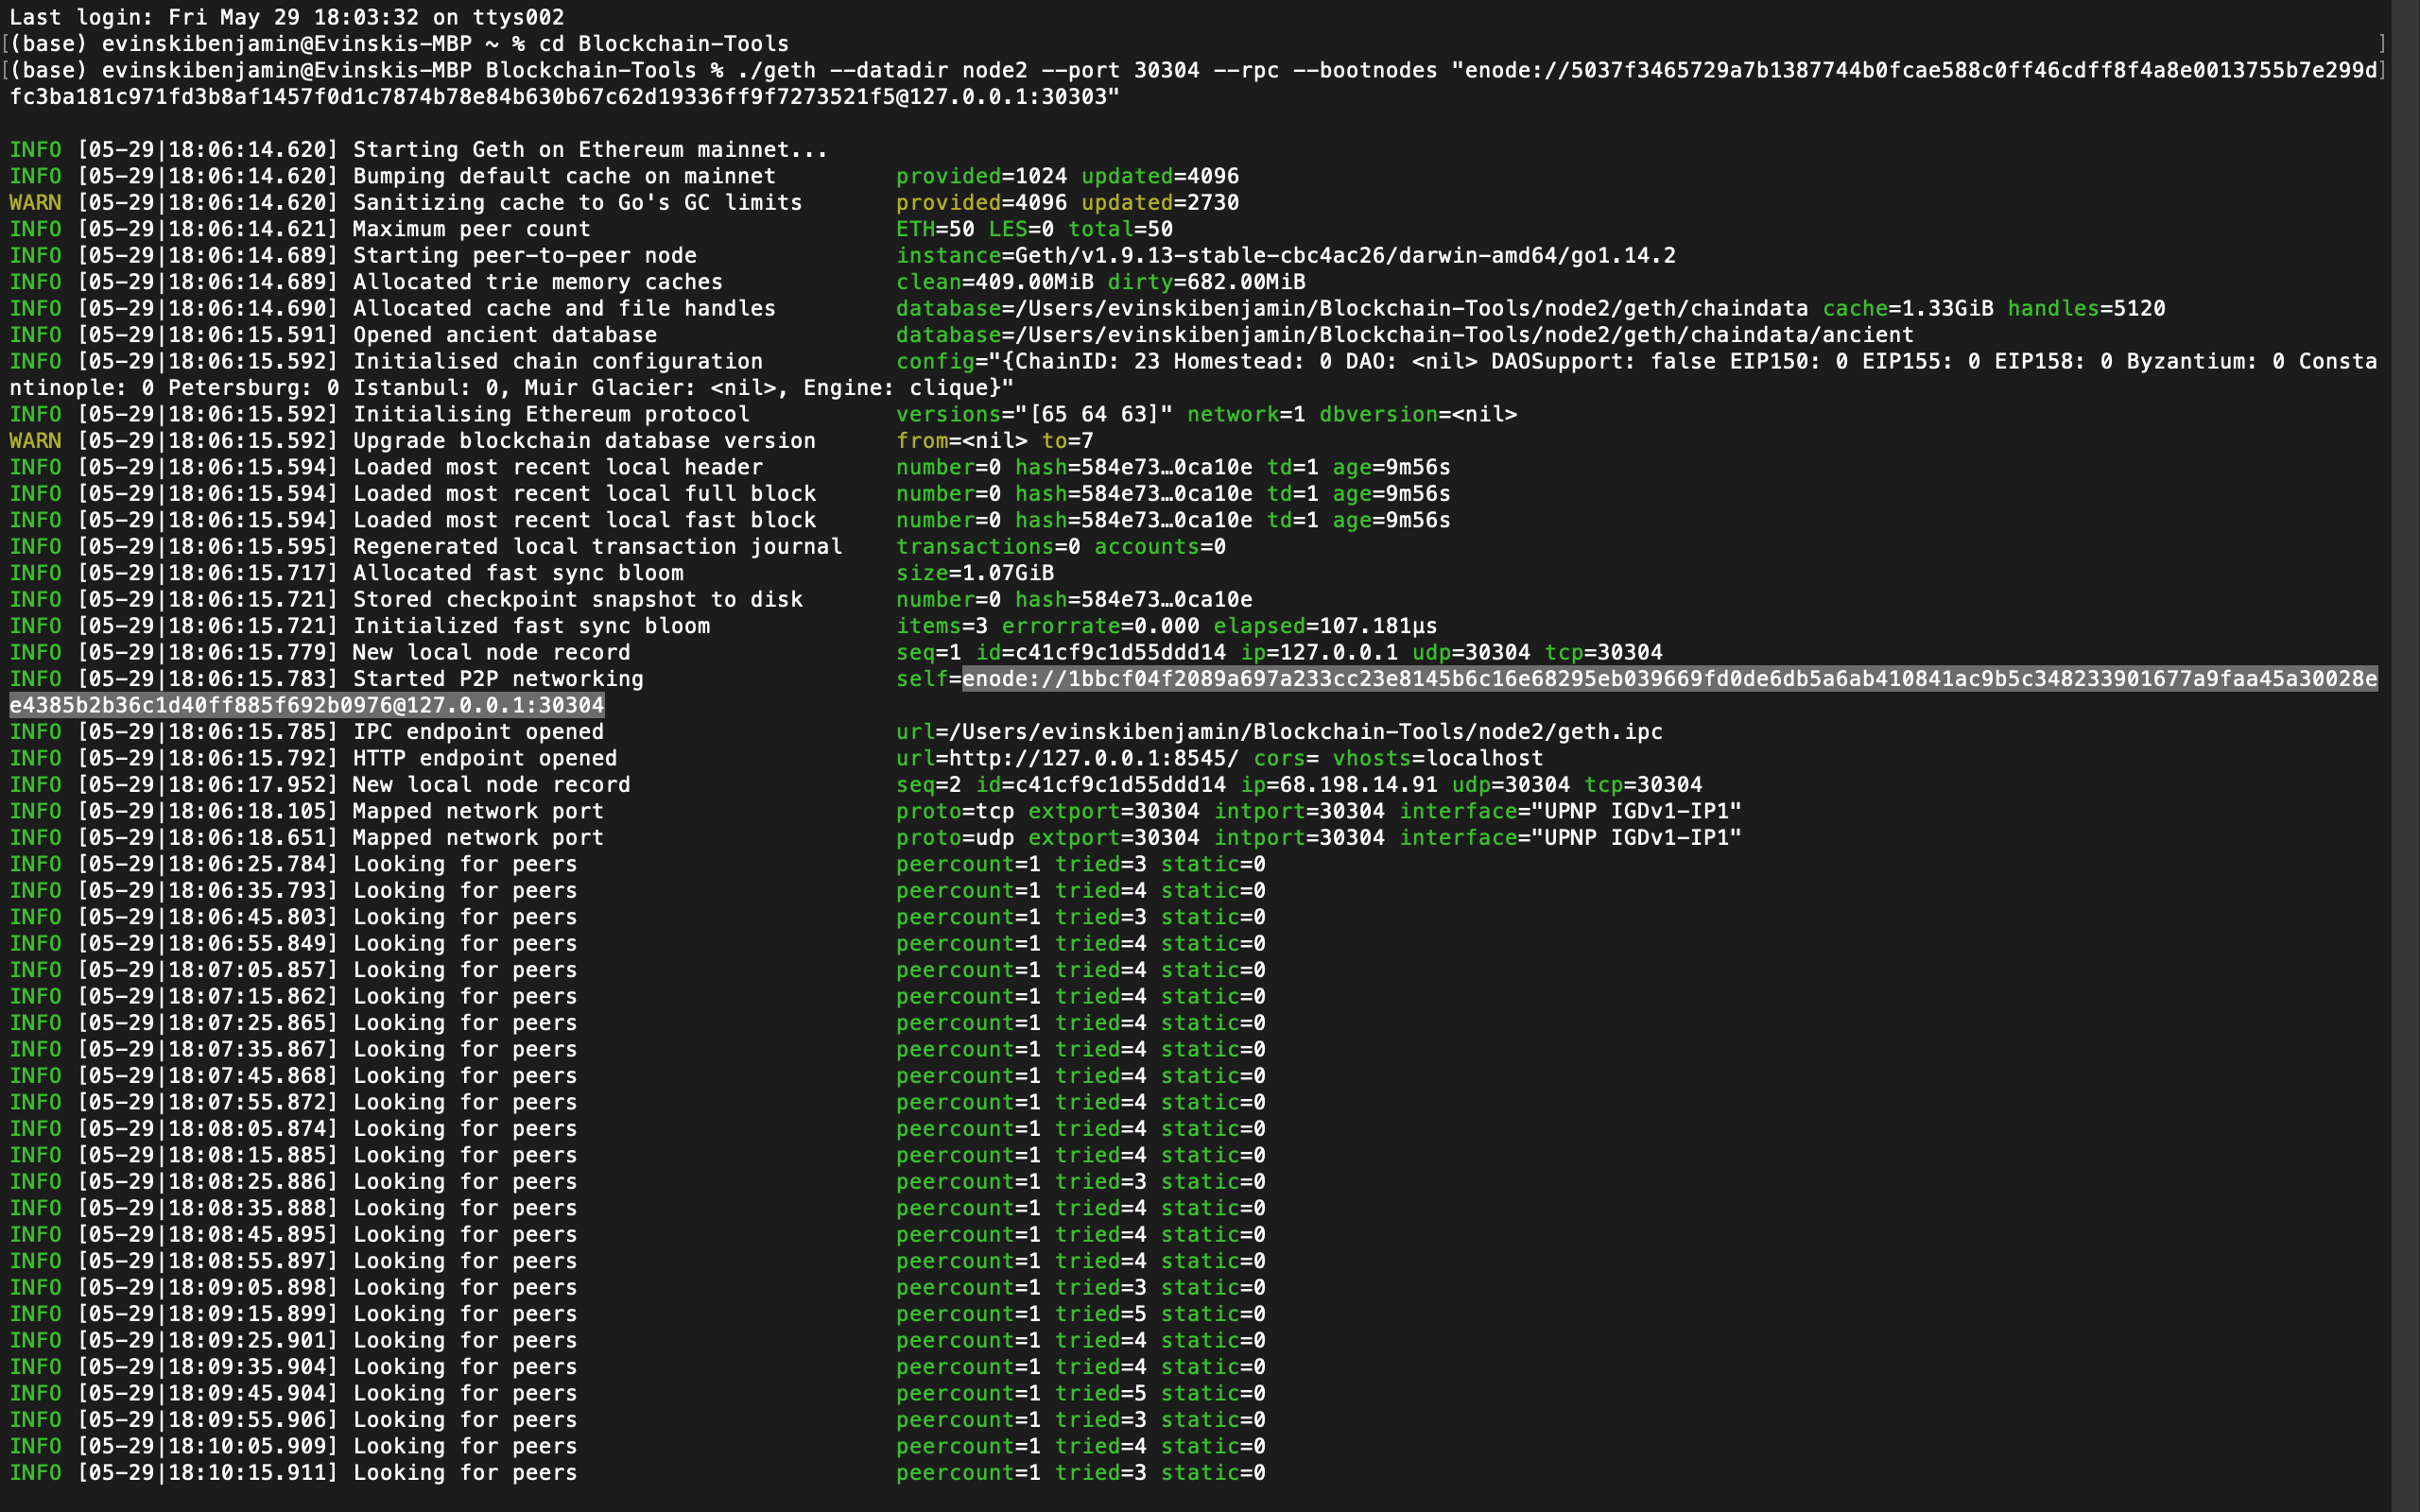 Last login: Fri May 29 18:03:32 on ttys002
[(base) evinskibenjamin@Evinskis-MBP ~ % cd Blockchain-Tools ]
[(base) evinskibenjamin@Evinskis-MBP Blockchain-Tools % ./geth --datadir node2 --port 30304 --rpc --bootnodes "enode://5037f3465729a7b1387744b0fcae588c0ff46cdff8f4a8e0013755b7e299d]
fc3ba181c971fd3b8af1457f0d1c7874b78e84b630b67c62d19336ff9f7273521f5@127.0.0.1:30303"
INFO [05-29|18:06:14.620] Starting Geth on Ethereum mainnet...
INFO [05-29|18:06:14.620] Bumping default cache on mainnet provided=1024 updated=4096
WARN [05-29|18:06:14.620] Sanitizing cache to Go's GC limits provided=4096 updated=2730
INFO [05-29|18:06:14.621] Maximum peer count ETH=50 LES=0 total=50
INFO [05-29|18:06:14.689] Starting peer-to-peer node instance=Geth/v1.9.13-stable-cbc4ac26/darwin-amd64/go1.14.2
INFO [05-29|18:06:14.689] Allocated trie memory caches clean=409.00MiB dirty=682.00MiB
INFO [05-29|18:06:14.690] Allocated cache and file handles database=/Users/evinskibenjamin/Blockchain-Tools/node2/geth/chaindata cache=1.33GiB handles=5120
INFO [05-29|18:06:15.591] Opened ancient database database=/Users/evinskibenjamin/Blockchain-Tools/node2/geth/chaindata/ancient
INFO [05-29|18:06:15.592] Initialised chain configuration config="{ChainID: 23 Homestead: 0 DAO: <nil> DAOSupport: false EIP150: 0 EIP155: 0 EIP158: 0 Byzantium: 0 Consta
ntinople: 0 Petersburg: 0 Istanbul: 0, Muir Glacier: <nil>, Engine: clique}"
INFO [05-29|18:06:15.592] Initialising Ethereum protocol versions="[65 64 63]" network=1 dbversion=<nil>
WARN [05-29|18:06:15.592] Upgrade blockchain database version from=<nil> to=7
INFO [05-29|18:06:15.594] Loaded most recent local header number=0 hash=584e73…0ca10e td=1 age=9m56s
INFO [05-29|18:06:15.594] Loaded most recent local full block number=0 hash=584e73…0ca10e td=1 age=9m56s
INFO [05-29|18:06:15.594] Loaded most recent local fast block number=0 hash=584e73…0ca10e td=1 age=9m56s
INFO [05-29|18:06:15.595] Regenerated local transaction journal transactions=0 accounts=0
INFO [05-29|18:06:15.717] Allocated fast sync bloom size=1.07GiB
INFO [05-29|18:06:15.721] Stored checkpoint snapshot to disk number=0 hash=584e73…0ca10e
INFO [05-29|18:06:15.721] Initialized fast sync bloom items=3 errorrate=0.000 elapsed=107.181µs
INFO [05-29|18:06:15.779] New local node record seq=1 id=c41cf9c1d55ddd14 ip=127.0.0.1 udp=30304 tcp=30304
INFO [05-29|18:06:15.783] Started P2P networking self=enode://1bbcf04f2089a697a233cc23e8145b6c16e68295eb039669fd0de6db5a6ab410841ac9b5c348233901677a9faa45a30028e
e4385b2b36c1d40ff885f692b0976@127.0.0.1:30304
INFO [05-29|18:06:15.785] IPC endpoint opened url=/Users/evinskibenjamin/Blockchain-Tools/node2/geth.ipc
INFO [05-29|18:06:15.792] HTTP endpoint opened url=http://127.0.0.1:8545/ cors= vhosts=localhost
INFO [05-29|18:06:17.952] New local node record seq=2 id=c41cf9c1d55ddd14 ip=68.198.14.91 udp=30304 tcp=30304
INFO [05-29|18:06:18.105] Mapped network port proto=tcp extport=30304 intport=30304 interface="UPNP IGDv1-IP1"
INFO [05-29|18:06:18.651] Mapped network port proto=udp extport=30304 intport=30304 interface="UPNP IGDv1-IP1"
INFO [05-29|18:06:25.784] Looking for peers peercount=1 tried=3 static=0
INFO [05-29|18:06:35.793] Looking for peers peercount=1 tried=4 static=0
INFO [05-29|18:06:45.803] Looking for peers peercount=1 tried=3 static=0
INFO [05-29|18:06:55.849] Looking for peers peercount=1 tried=4 static=0
INFO [05-29|18:07:05.857] Looking for peers peercount=1 tried=4 static=0
INFO [05-29|18:07:15.862] Looking for peers peercount=1 tried=4 static=0
INFO [05-29|18:07:25.865] Looking for peers peercount=1 tried=4 static=0
INFO [05-29|18:07:35.867] Looking for peers peercount=1 tried=4 static=0
INFO [05-29|18:07:45.868] Looking for peers peercount=1 tried=4 static=0
INFO [05-29|18:07:55.872] Looking for peers peercount=1 tried=4 static=0
INFO [05-29|18:08:05.874] Looking for peers peercount=1 tried=4 static=0
INFO [05-29|18:08:15.885] Looking for peers peercount=1 tried=4 static=0
INFO [05-29|18:08:25.886] Looking for peers peercount=1 tried=3 static=0
INFO [05-29|18:08:35.888] Looking for peers peercount=1 tried=4 static=0
INFO [05-29|18:08:45.895] Looking for peers peercount=1 tried=4 static=0
INFO [05-29|18:08:55.897] Looking for peers peercount=1 tried=4 static=0
INFO [05-29|18:09:05.898] Looking for peers peercount=1 tried=3 static=0
INFO [05-29|18:09:15.899] Looking for peers peercount=1 tried=5 static=0
INFO [05-29|18:09:25.901] Looking for peers peercount=1 tried=4 static=0
INFO [05-29|18:09:35.904] Looking for peers peercount=1 tried=4 static=0
INFO [05-29|18:09:45.904] Looking for peers peercount=1 tried=5 static=0
INFO [05-29|18:09:55.906] Looking for peers peercount=1 tried=3 static=0
INFO [05-29|18:10:05.909] Looking for peers peercount=1 tried=4 static=0
INFO [05-29|18:10:15.911] Looking for peers peercount=1 tried=3 static=0